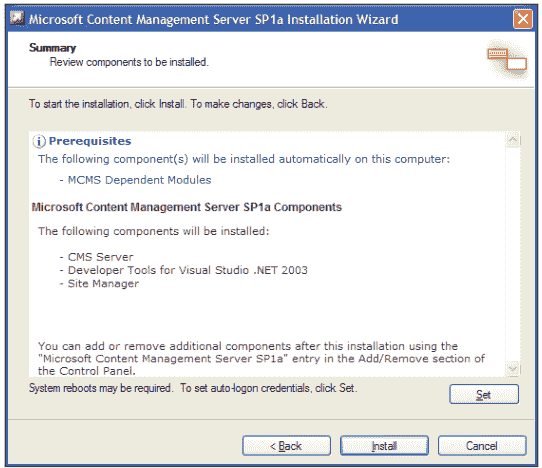 Microsoft Content Management Server SP1a Installation Wizard
Summary
Review components to be installed.
To start the installation, click Install. To make changes, click Back.
Prerequisites
The following component(s) will be installed automatically on this computer:
- MCMS Dependent Modules
Microsoft Content Management Server SP1a Components
The following components will be installed:
- CMS Server
- Developer Tools for Visual Studio .NET 2003
- Site Manager
You can add or remove additional components after this installation using the
"Microsoft Content Management Server SP1a" entry in the Add/Remove section of
the Control Panel.
System reboots may be required. To set auto-logon credentials, click Set.
Set
< Back
Install
Cancel